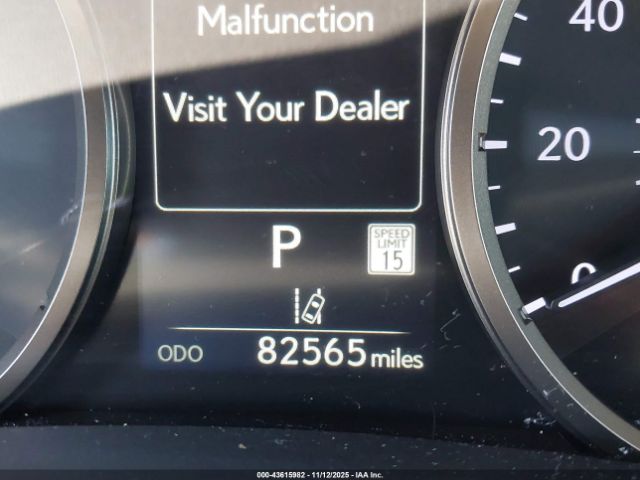 Malfunction
40
Visit Your Dealer
20
P
SPEED
LIMIT
15
0
ODO 82565 miles
000-43615982 - 11/12/2025 - IAA Inc.